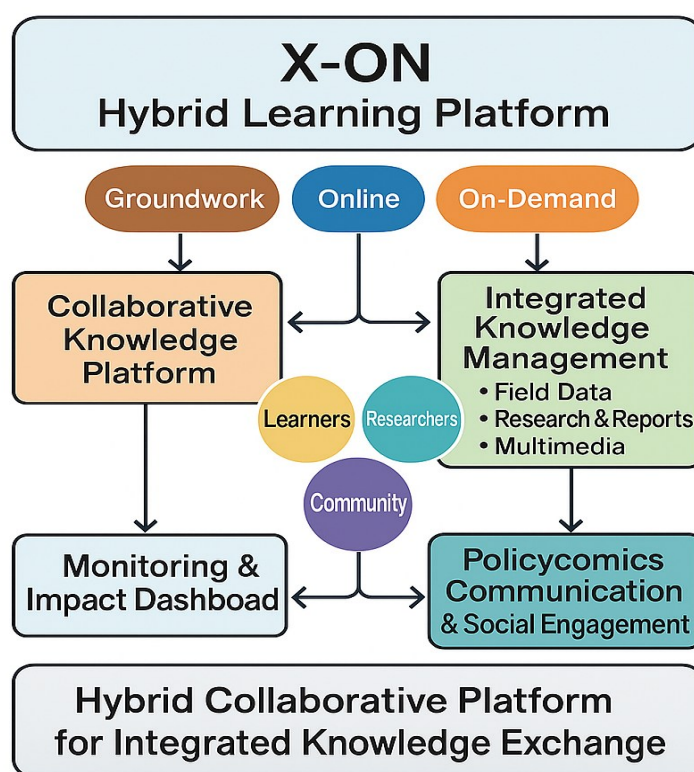 X-ON
Hybrid Learning Platform
Groundwork
Online
On-Demand
Collaborative
Knowledge
Platform
Integrated
Knowledge
Management
• Field Data
• Research & Reports
• Multimedia
Learners
Researchers
Community
Monitoring &
Impact Dashboad
Policycomics
Communication
& Social Engagement
Hybrid Collaborative Platform
for Integrated Knowledge Exchange